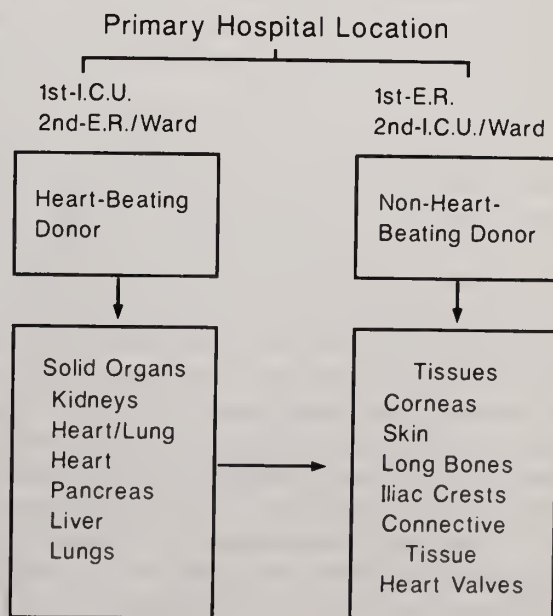 Primary Hospital Location
1st-I.C.U.
2nd-E.R./Ward
1st-E.R.
2nd-I.C.U./Ward
Heart-Beating
Donor
Non-Heart-
Beating Donor
Solid Organs
Kidneys
Heart/Lung
Heart
Pancreas
Liver
Lungs
Tissues
Corneas
Skin
Long Bones
Iliac Crests
Connective
Tissue
Heart Valves